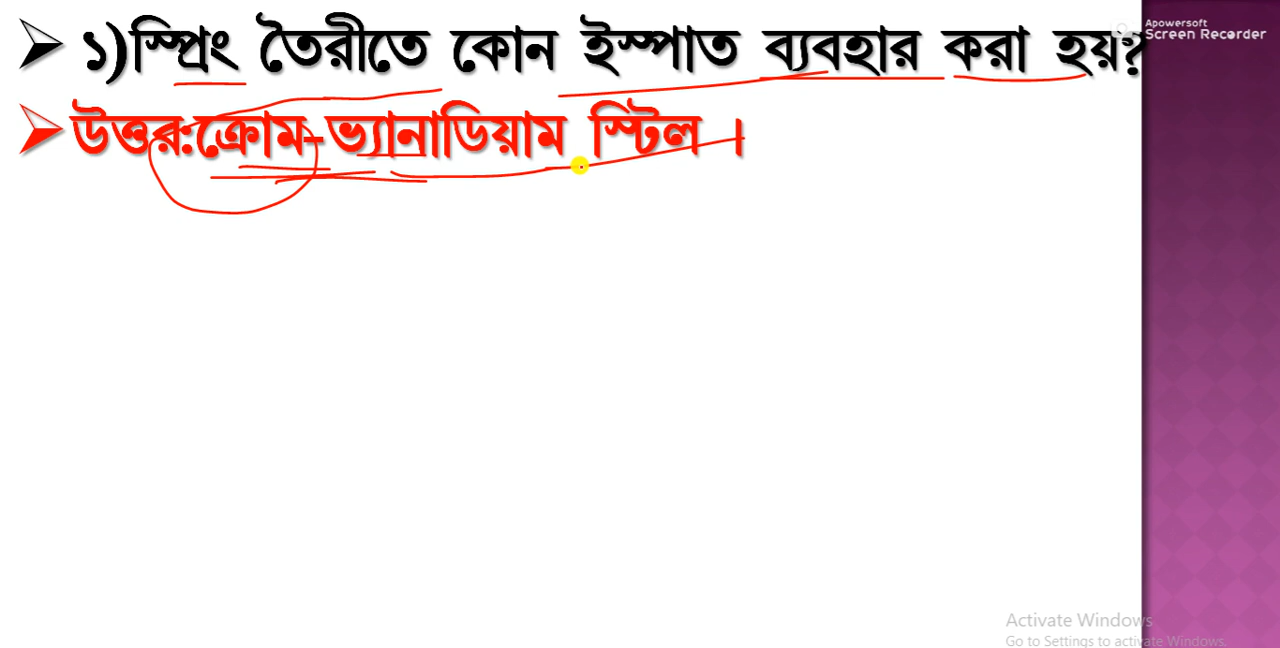 ১)স্প্রিং তৈরীতে কোন ইস্পাত ব্যবহার করা হয়?
উত্তর:ক্রোম-ভ্যানাডিয়াম স্টিল ।
Apowersoft
Screen Recorder
Activate Windows
Go to Settings to activate Windows.